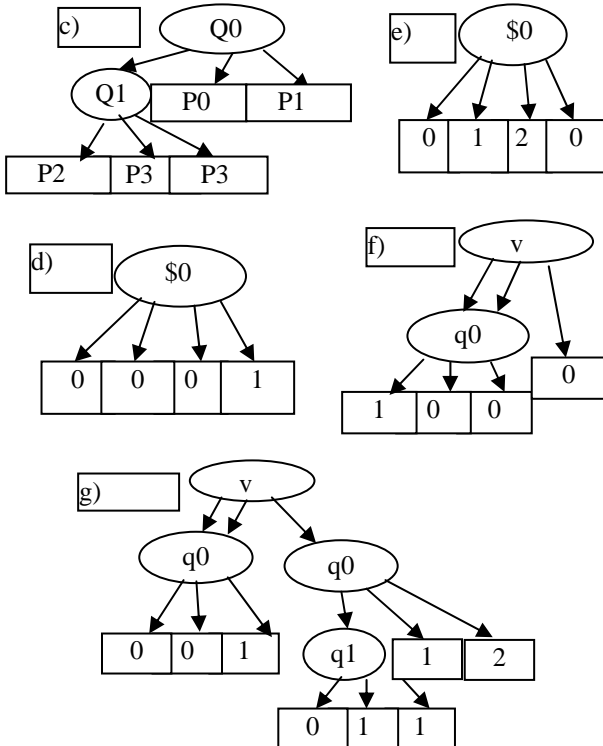 c) Q0
Q1 P0 P1
P2 P3 P3
e) $0
0 1 2 0
d) $0
0 0 0 1
f) v
q0
0
1 0 0
g) v
q0 q0
0 0 1 q1 1 2
0 1 1